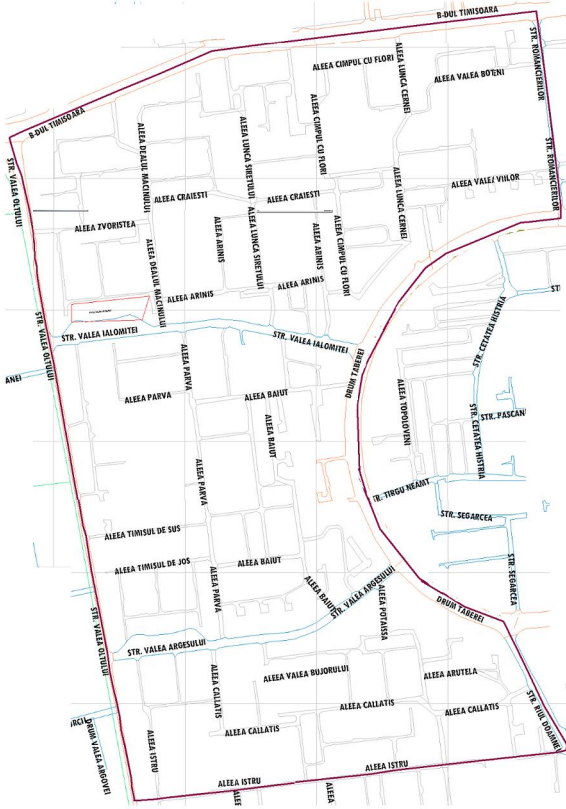 B-DUL TIMISOARA
STR. ROMANCIERILOR
ALEEA CIMPUL CU FLORI
ALEEA LUNCA CERNEI
ALEEA VALEA BOTENI
B-DUL TIMISOARA
ALEEA DEALUL MACINULUI
ALEEA LUNCA SIRETULUI
ALEEA CIMPUL CU FLORI
STR. ROMANCIERILOR
STR. VALEA OLTULUI
ALEEA CRAIESTI
ALEEA CRAIESTI
ALEEA LUNCA CERNEI
ALEEA VALEA VIILOR
ALEEA ZVORISTEA
ALEEA ARINIS
ALEEA LUNCA SIRETULUI
ALEEA ARINIS
ALEEA CIMPUL CU FLORI
ALEEA DEALUL MACINULUI
ALEEA ARINIS
ALEEA ARINIS
STR. VALEA OLTULUI
STR. VALEA IALOMITEI
STR. VALEA IALOMITEI
STR. CETATEA HISTRIA
ST
ANEI
ALEEA PARVA
ALEEA PARVA
ALEEA BAIUT
DRUM TABEREI
ALEEA TOPOLOVENI
STR. CETATEA HISTRIA
STR. PASCAN
ALEEA BAIUT
ALEEA PARVA
TR. TIRGU NEAMT
STR. SEGARCEA
ALEEA TIMISUL DE SUS
ALEEA TIMISUL DE JOS
ALEEA BAIUT
STR. SEGARCEA
ALEEA PARVA
ALEEA BAIUT
STR. VALEA ARGESULUI
ALEEA POTAISSA
DRUM TABEREI
STR. VALEA OLTULUI
STR. VALEA ARGESULUI
ALEEA VALEA BUJORULUI
ALEEA ARUTELA
ALEEA CALLATIS
ALEEA CALLATIS
ALEEA CALLATIS
ALEEA CALLATIS
STR. RIUL DOAMNEI
DRUM VALEA ARGOVEI
ALEEA ISTRU
ALEEA ISTRU
ALEEA ISTRU
ALEEA